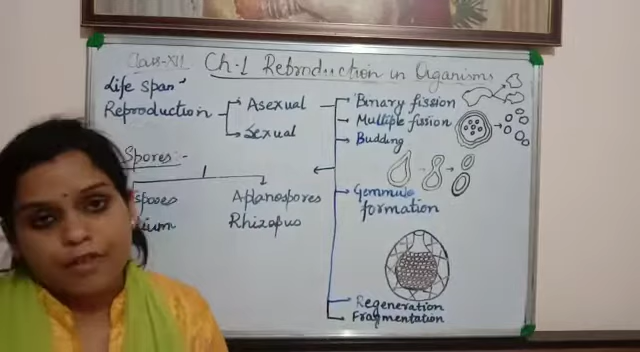 Class-XII Ch.1 Reproduction in Organisms
Life Span
Reproduction
Asexual
Sexual
Binary fission
Multiple fission
Budding
Spores:-
Aplanospores
Rhizopus
Gemmule
formation
Regeneration
Fragmentation